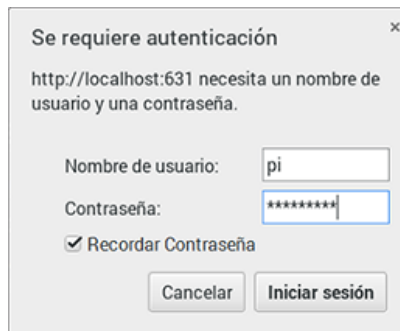 Se requiere autenticación
http://localhost:631 necesita un nombre de
usuario y una contraseña.
Nombre de usuario: pi
Contraseña: *********
Recordar Contraseña
Cancelar Iniciar sesión